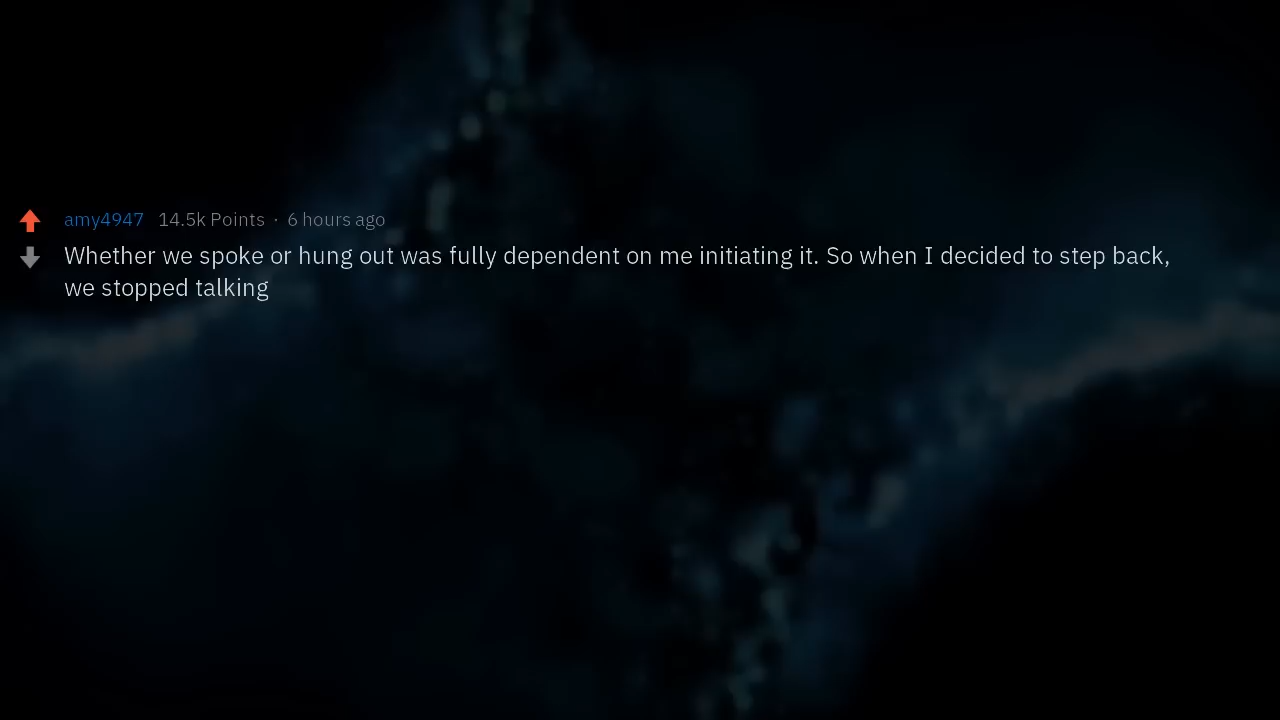 amy4947 14.5k Points · 6 hours ago
Whether we spoke or hung out was fully dependent on me initiating it. So when I decided to step back,
we stopped talking